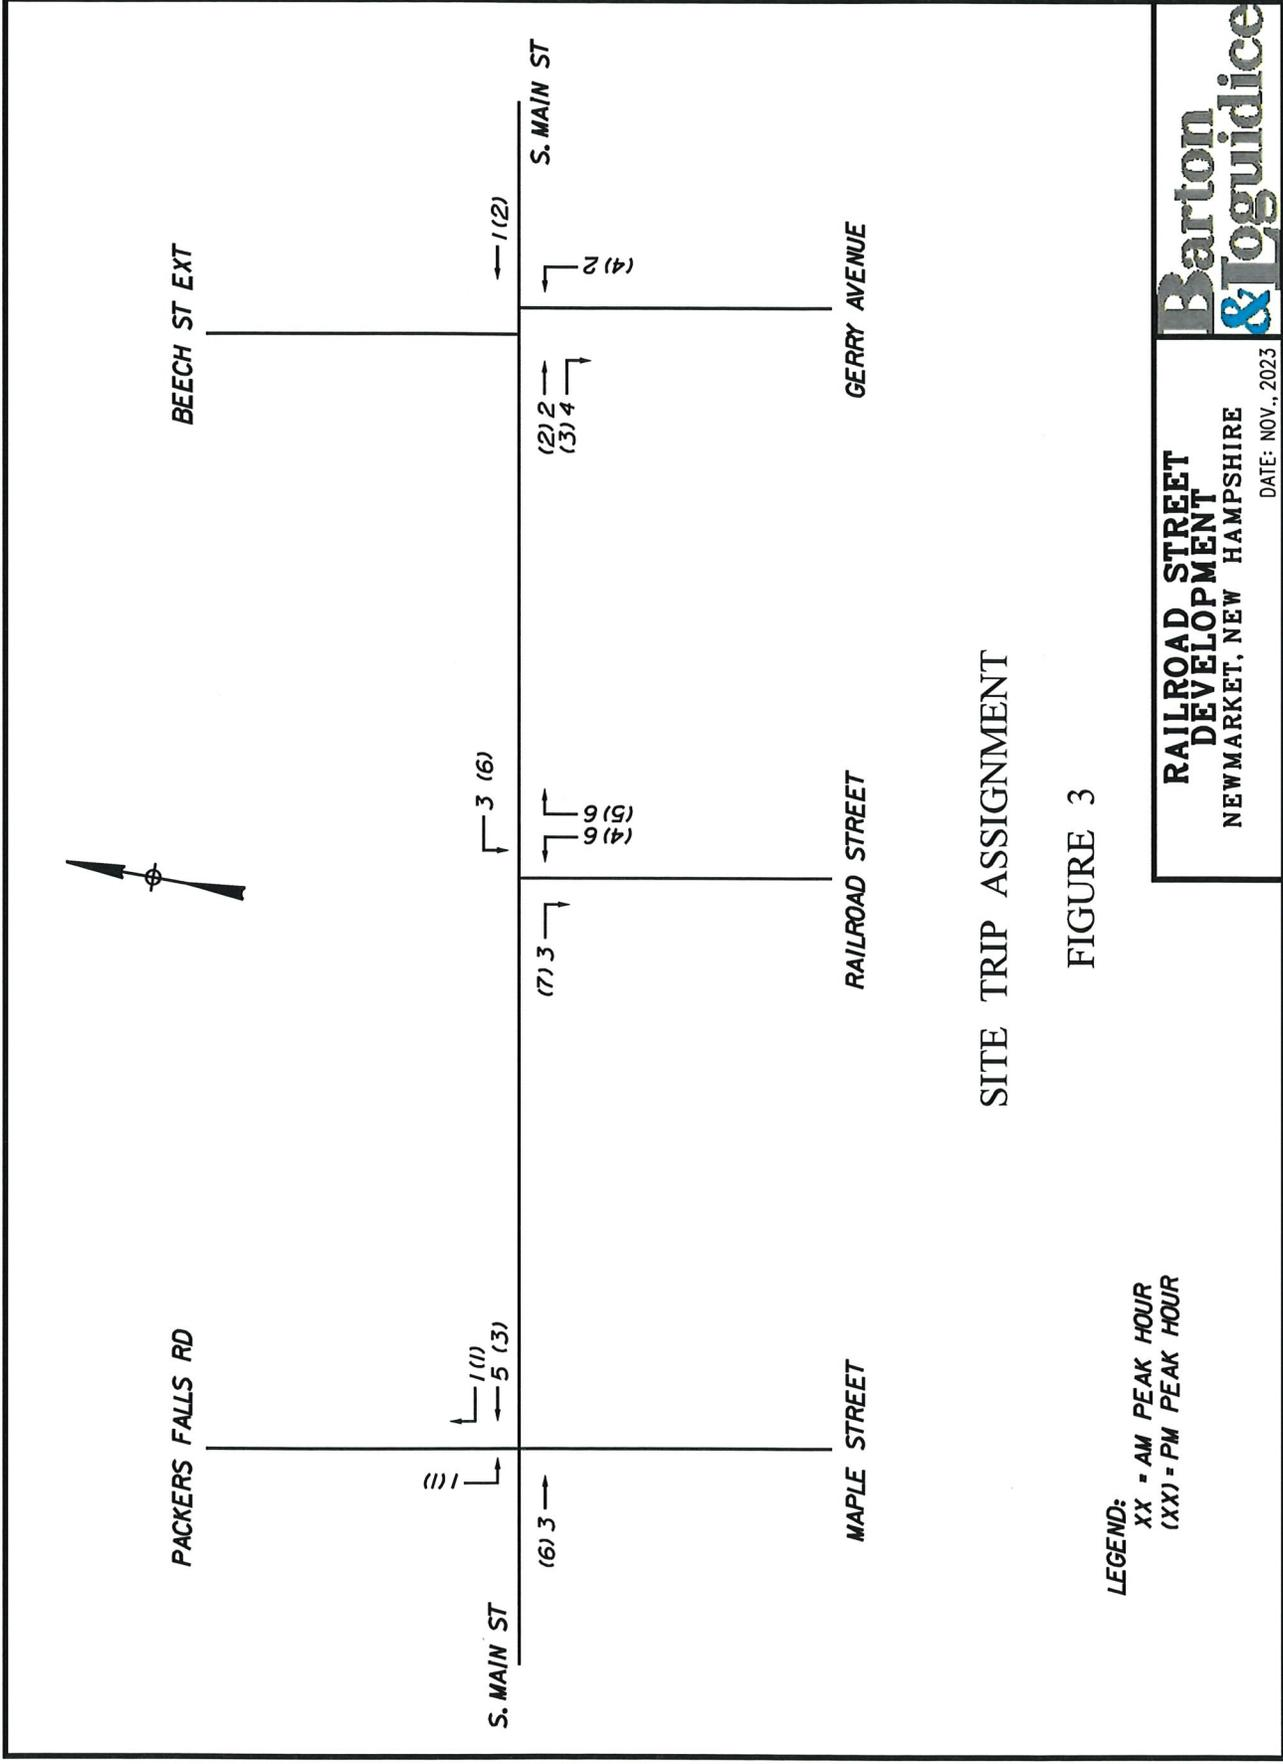 PACKERS FALLS RD
BEECH ST EXT
1 (1)
1 (1)
5 (3)
3 (6)
1 (2)
S. MAIN ST
S. MAIN ST
(6) 3
(7) 3
(4) 6
(5) 6
(2) 2
(3) 4
(4) 2
MAPLE STREET
RAILROAD STREET
GERRY AVENUE
SITE TRIP ASSIGNMENT
FIGURE 3
LEGEND:
XX = AM PEAK HOUR
(XX) = PM PEAK HOUR
RAILROAD STREET
DEVELOPMENT
NEWMARKET, NEW HAMPSHIRE
DATE: NOV., 2023
Barton
& Loguidice